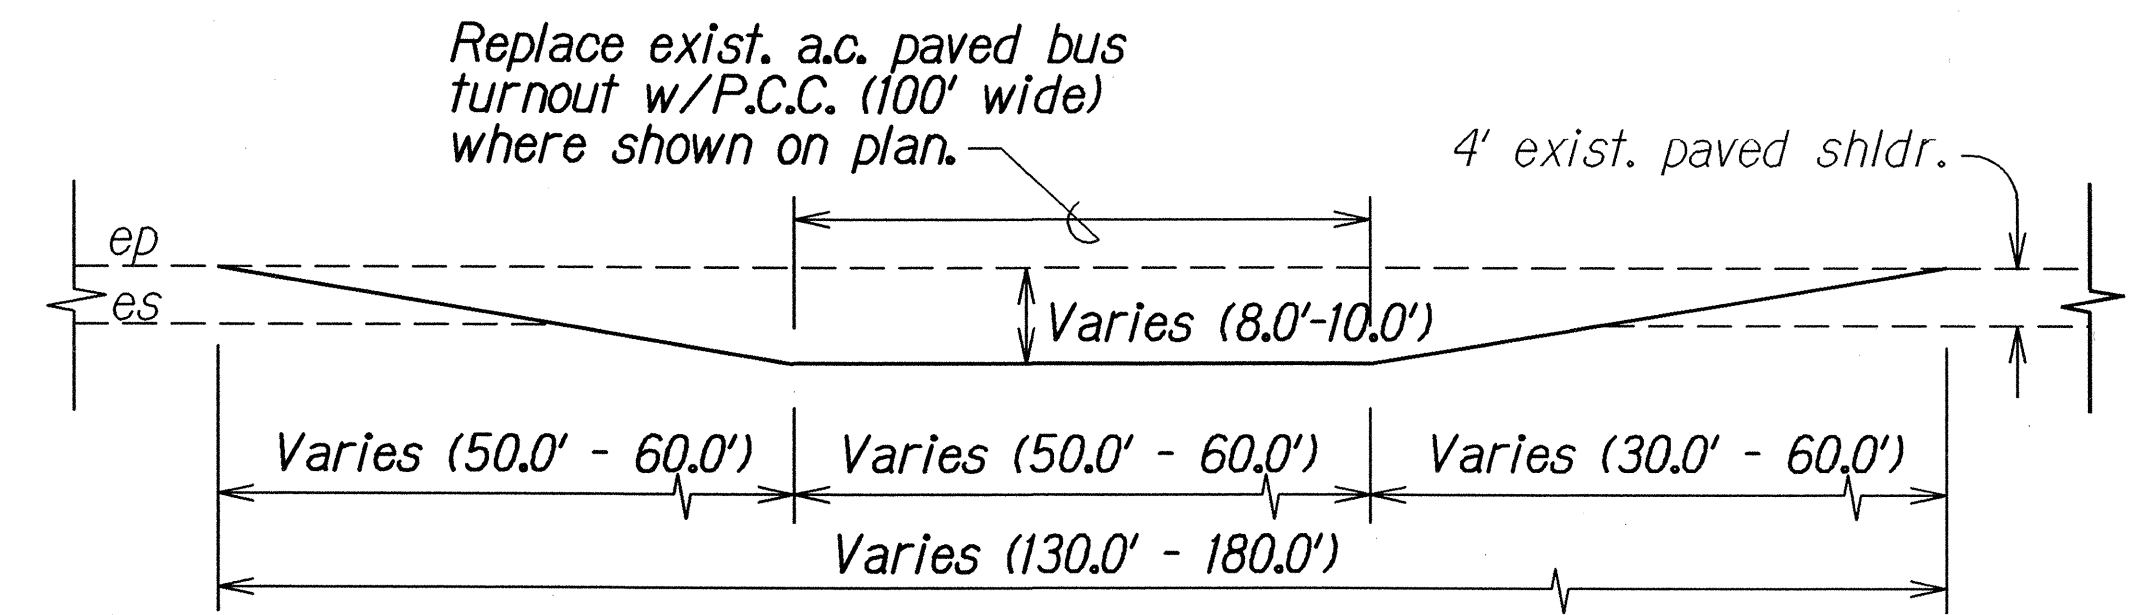 Replace exist. a.c. paved bus
turnout w/P.C.C. (100' wide)
where shown on plan.
4' exist. paved shldr.
ep
es
Varies (8.0'-10.0')
Varies (50.0' - 60.0')
Varies (50.0' - 60.0')
Varies (30.0' - 60.0')
Varies (130.0' - 180.0')